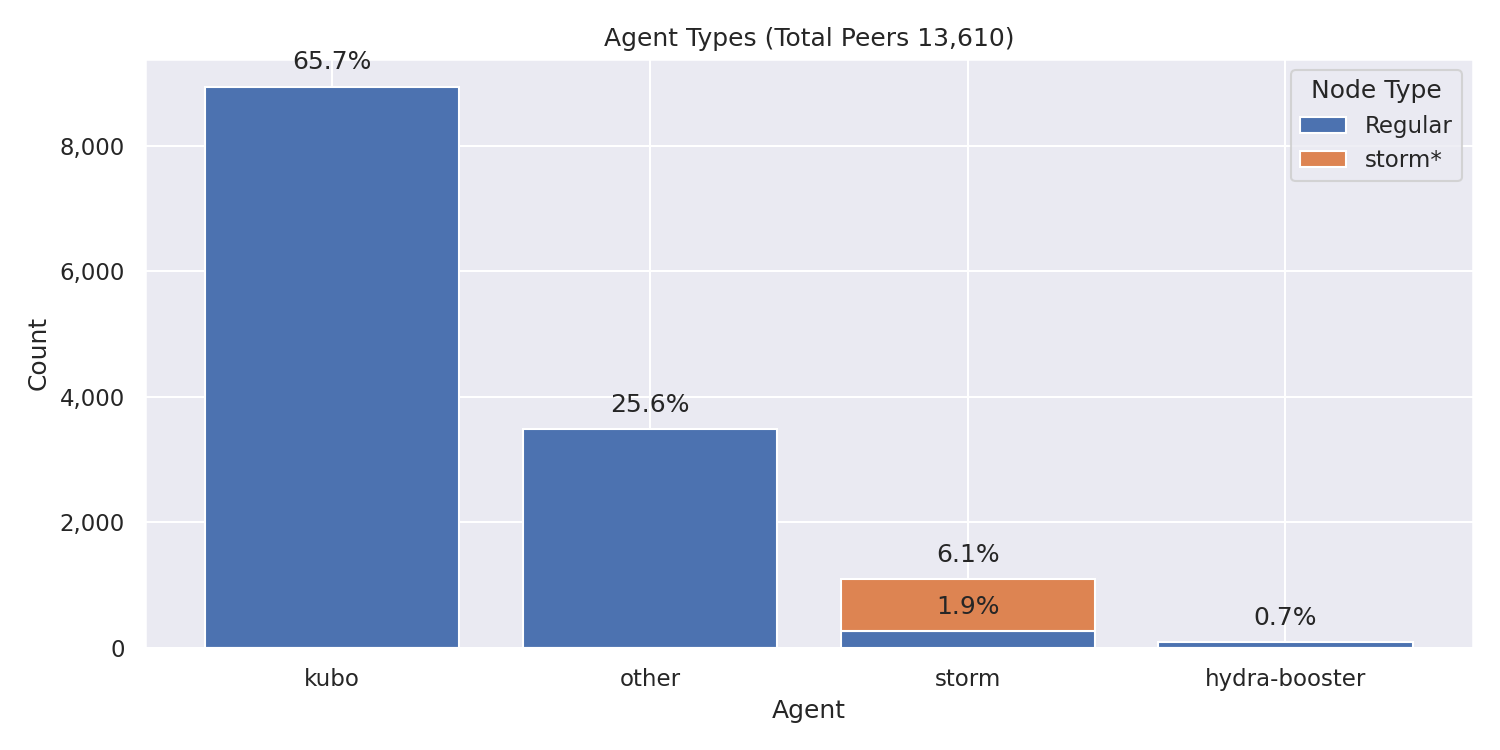 Agent Types (Total Peers 13,610)
65.7%
Node Type
Regular
storm*
8,000
6,000
4,000
2,000
0
Count
25.6%
6.1%
1.9%
0.7%
kubo
other
storm
hydra-booster
Agent